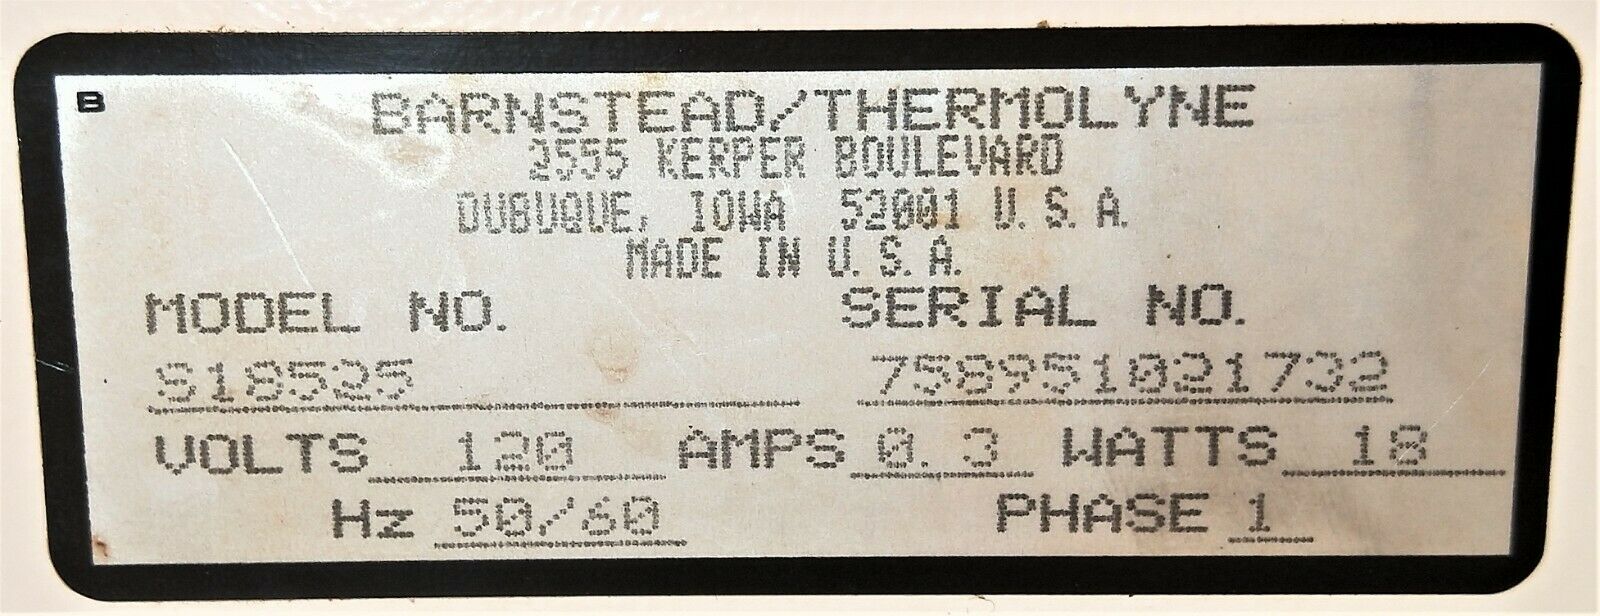 B
BARNSTEAD/THERMOLYNE
2555 KERPER BOULEVARD
DUBUQUE, IOWA 52001 U.S.A.
MADE IN U.S.A.
MODEL NO. SERIAL NO.
S18525 758951021732
VOLTS 120 AMPS 0.3 WATTS 18
Hz 50/60 PHASE 1